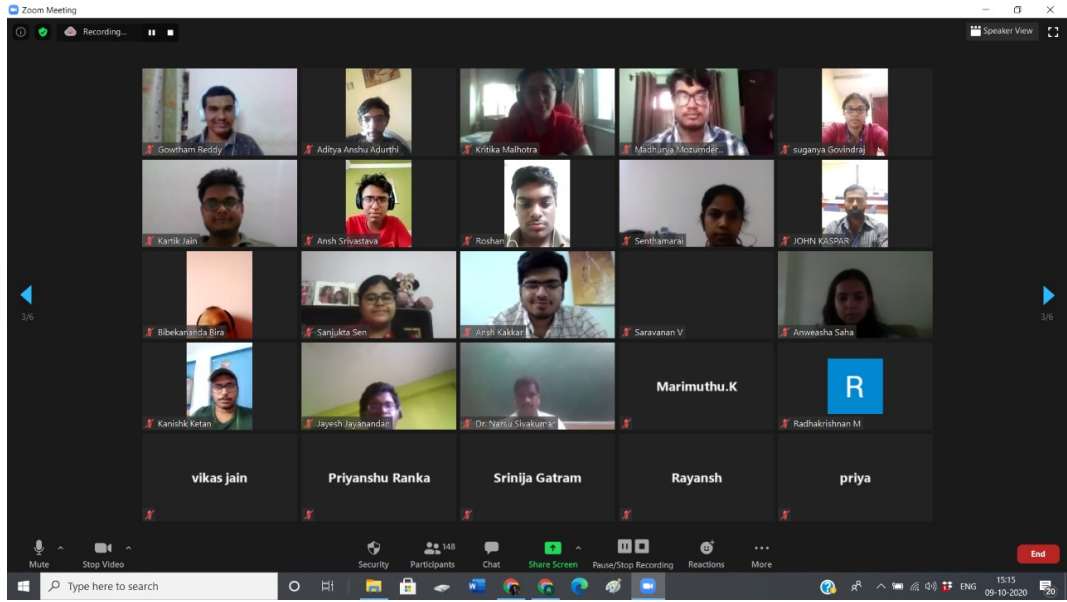 Zoom Meeting
Recording...
Speaker View
Gowtham Reddy
Aditya Anshu Adurthi
Kritika Malhotra
Madhurya Mozumder...
suganya Govindraj
Kartik Jain
Ansh Srivastava
Roshan
Senthamarai
JOHN KASPAR
Bibekananda Bira
Sanjukta Sen
Ansh Kakkar
Saravanan V
Anweasha Saha
3/6
3/6
Kanishk Ketan
Jayesh Jayanandan
Dr. Natsu Sivakumar
Marimuthu.K
R
Radhakrishnan M
vikas jain
Priyanshu Ranka
Srinija Gatram
Rayansh
priya
Mute
Stop Video
Security
148
Participants
Chat
Share Screen
Pause/Stop Recording
Reactions
More
End
Type here to search
ENG
15:15
09-10-2020
20